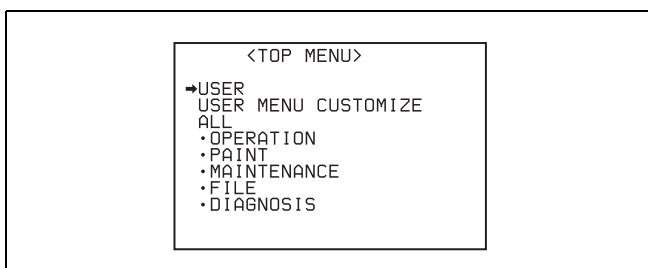 <TOP MENU>
➡USER
USER MENU CUSTOMIZE
ALL
・OPERATION
・PAINT
・MAINTENANCE
・FILE
・DIAGNOSIS